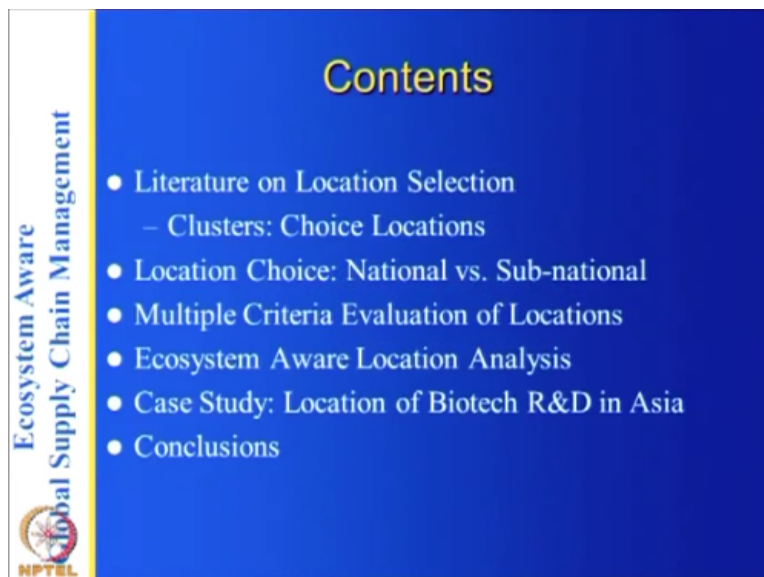 Contents
● Literature on Location Selection
– Clusters: Choice Locations
● Location Choice: National vs. Sub-national
● Multiple Criteria Evaluation of Locations
● Ecosystem Aware Location Analysis
● Case Study: Location of Biotech R&D in Asia
● Conclusions
Ecosystem Aware
Global Supply Chain Management
NPTEL